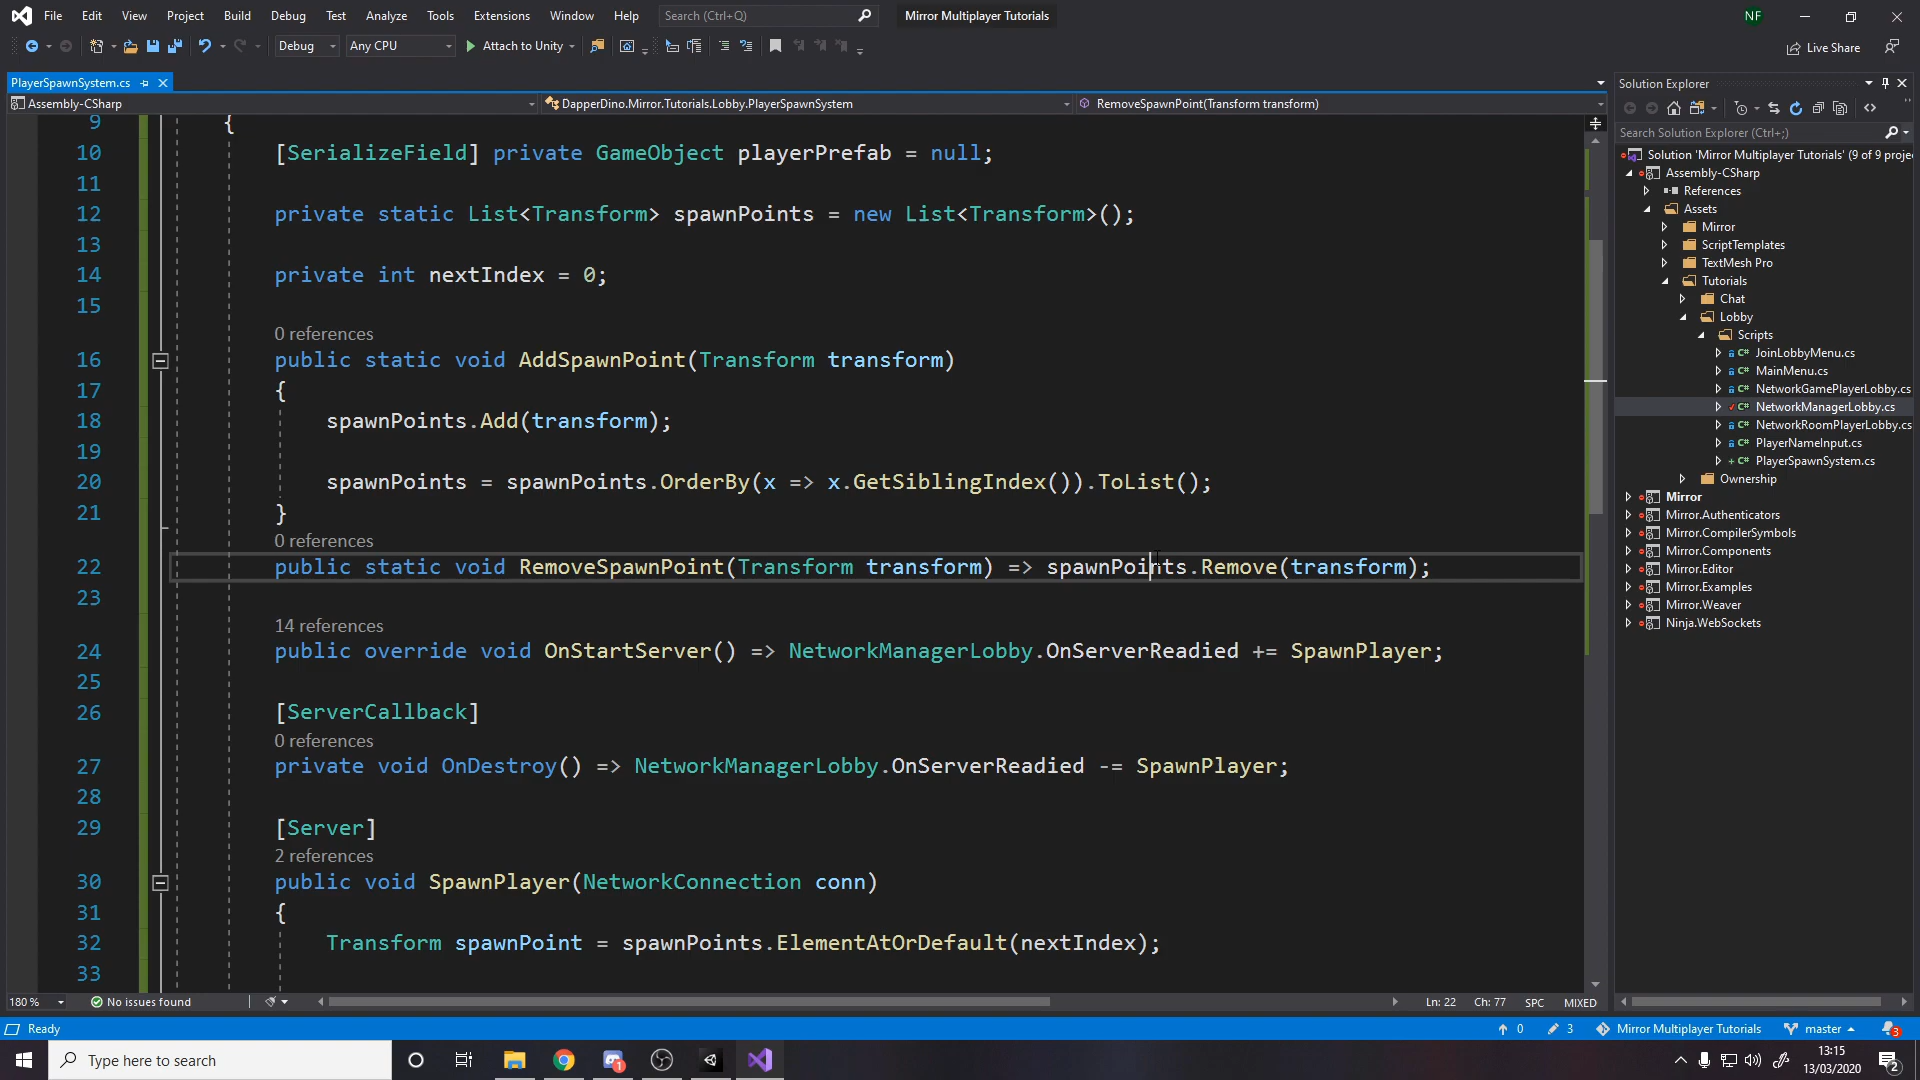 File Edit View Project Build Debug Test Analyze Tools Extensions Window Help Search (Ctrl+Q) Mirror Multiplayer Tutorials NF
Debug Any CPU Attach to Unity Live Share
PlayerSpawnSystem.cs
Assembly-CSharp DapperDino.Mirror.Tutorials.Lobby.PlayerSpawnSystem RemoveSpawnPoint(Transform transform)
9 {
10 [SerializeField] private GameObject playerPrefab = null;
11
12 private static List<Transform> spawnPoints = new List<Transform>();
13
14 private int nextIndex = 0;
15
0 references
16 public static void AddSpawnPoint(Transform transform)
17 {
18 spawnPoints.Add(transform);
19
20 spawnPoints = spawnPoints.OrderBy(x => x.GetSiblingIndex()).ToList();
21 }
0 references
22 public static void RemoveSpawnPoint(Transform transform) => spawnPoints.Remove(transform);
23
14 references
24 public override void OnStartServer() => NetworkManagerLobby.OnServerReadied += SpawnPlayer;
25
26 [ServerCallback]
0 references
27 private void OnDestroy() => NetworkManagerLobby.OnServerReadied -= SpawnPlayer;
28
29 [Server]
2 references
30 public void SpawnPlayer(NetworkConnection conn)
31 {
32 Transform spawnPoint = spawnPoints.ElementAtOrDefault(nextIndex);
33
180 % No issues found Ln: 22 Ch: 77 SPC MIXED
Solution Explorer
Search Solution Explorer (Ctrl+;)
Solution 'Mirror Multiplayer Tutorials' (9 of 9 proje
Assembly-CSharp
References
Assets
Mirror
ScriptTemplates
TextMesh Pro
Tutorials
Chat
Lobby
Scripts
C# JoinLobbyMenu.cs
C# MainMenu.cs
C# NetworkGamePlayerLobby.cs
C# NetworkManagerLobby.cs
C# NetworkRoomPlayerLobby.cs
C# PlayerNameInput.cs
C# PlayerSpawnSystem.cs
Ownership
Mirror
Mirror.Authenticators
Mirror.CompilerSymbols
Mirror.Components
Mirror.Editor
Mirror.Examples
Mirror.Weaver
Ninja.WebSockets
Ready 0 3 Mirror Multiplayer Tutorials master 3
Type here to search 1 13:15
13/03/2020 2